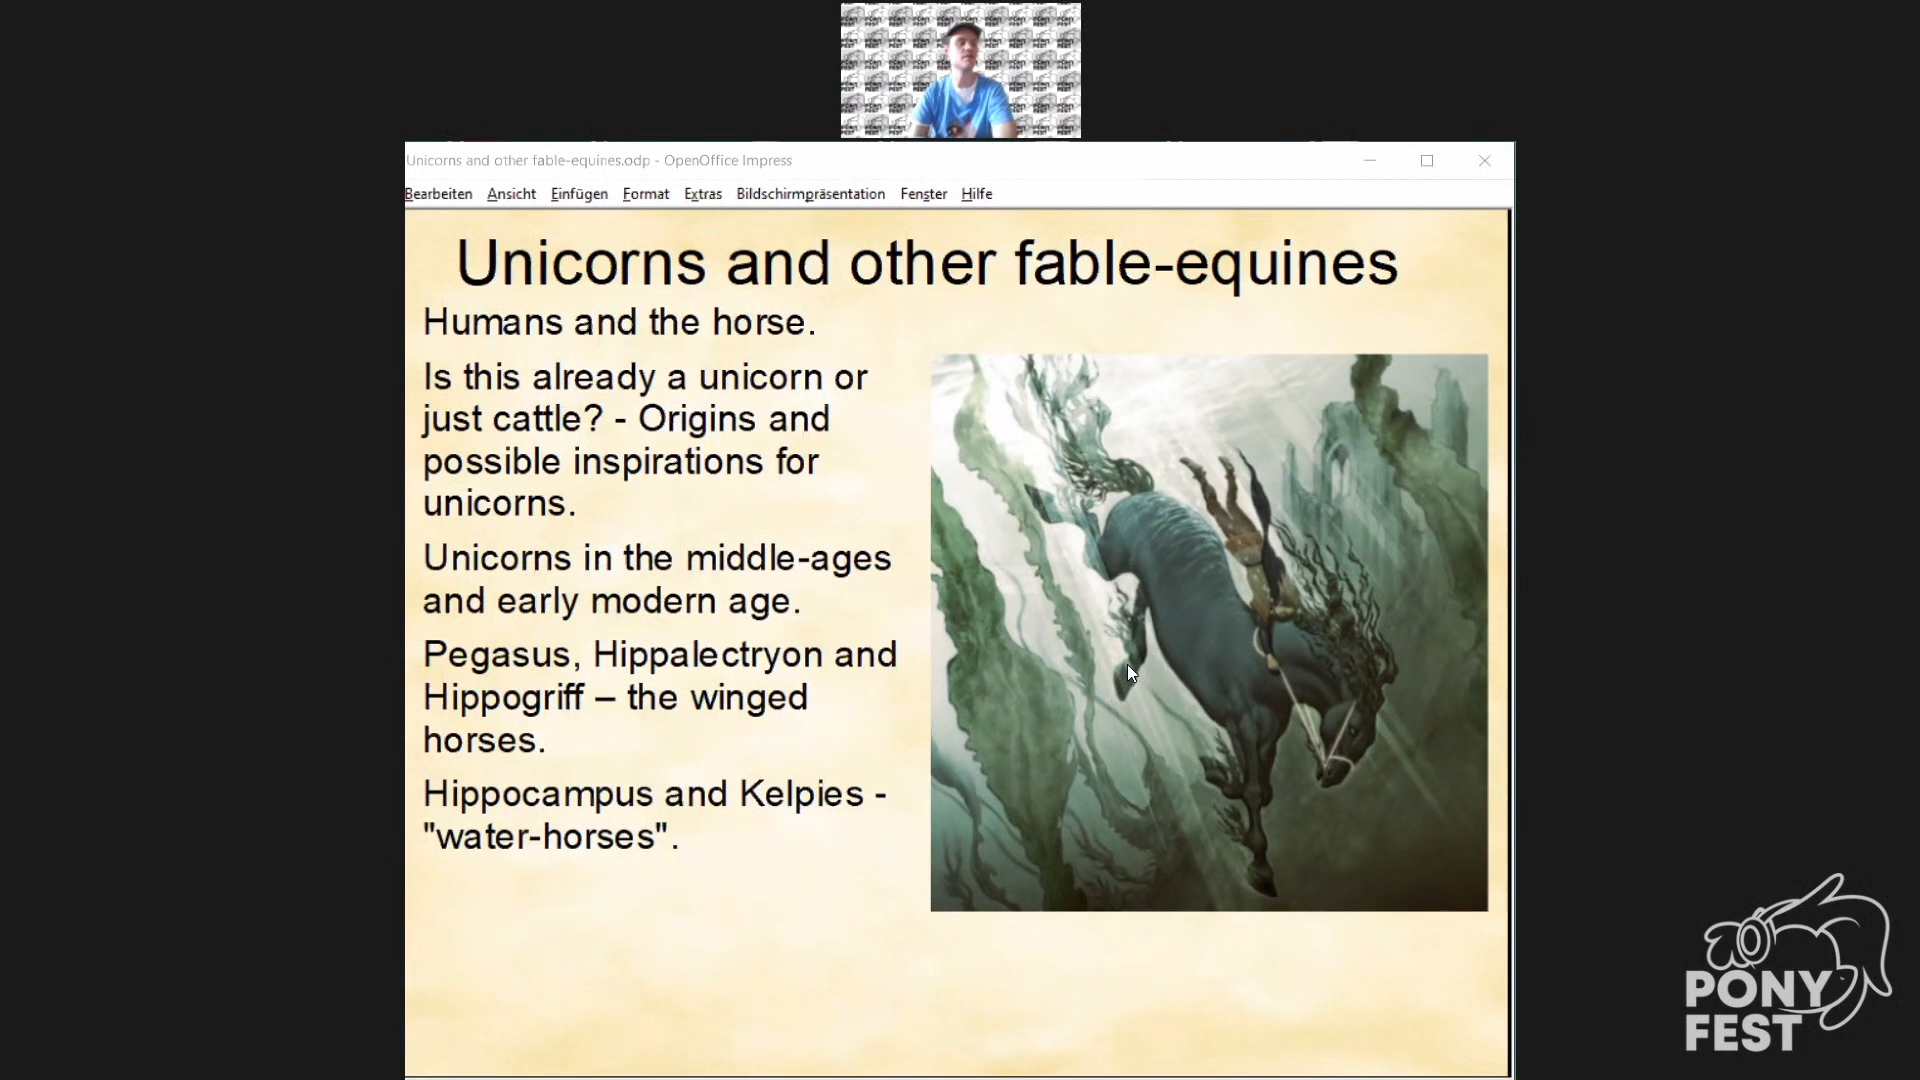 Unicorns and other fable-equines.odp - OpenOffice Impress
Bearbeiten Ansicht Einfügen Format Extras Bildschirmpräsentation Fenster Hilfe
Unicorns and other fable-equines
Humans and the horse.
Is this already a unicorn or
just cattle? - Origins and
possible inspirations for
unicorns.
Unicorns in the middle-ages
and early modern age.
Pegasus, Hippalectryon and
Hippogriff – the winged
horses.
Hippocampus and Kelpies -
"water-horses".
PONY
FEST